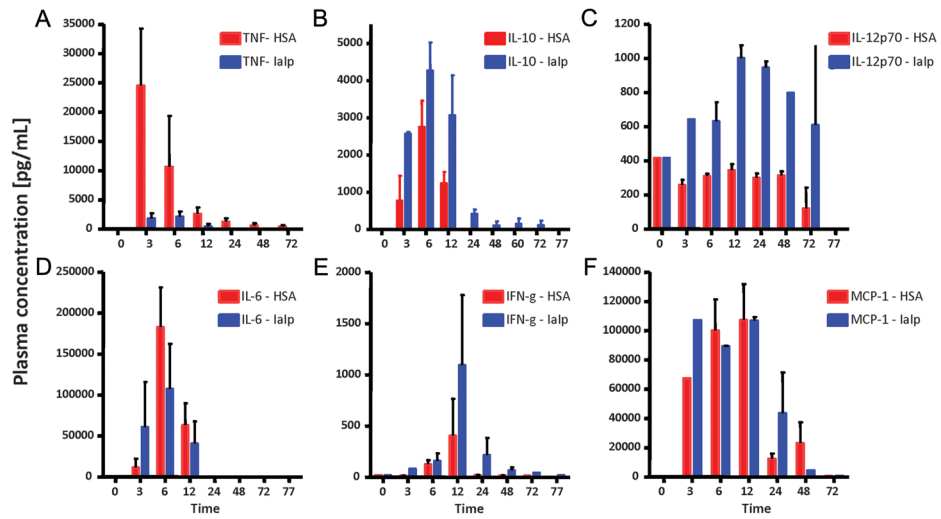 A
35000
30000
25000
20000
15000
10000
5000
0
TNF- HSA
TNF- Ialp
0 3 6 12 24 48 72
B
5000
4000
3000
2000
1000
0
IL-10 - HSA
IL-10 - Ialp
0 3 6 12 24 48 60 72 77
C
1200
1000
800
600
400
200
0
IL-12p70 - HSA
IL-12p70 - Ialp
0 3 6 12 24 48 72 77
Plasma concentration [pg/mL]
D
250000
200000
150000
100000
50000
0
IL-6 - HSA
IL-6 - Ialp
0 3 6 12 24 48 72 77
Time
E
2000
1500
1000
500
0
IFN-g - HSA
IFN-g - Ialp
0 3 6 12 24 48 72 77
Time
F
140000
120000
100000
80000
60000
40000
20000
0
MCP-1 - HSA
MCP-1 - Ialp
0 3 6 12 24 48 72
Time